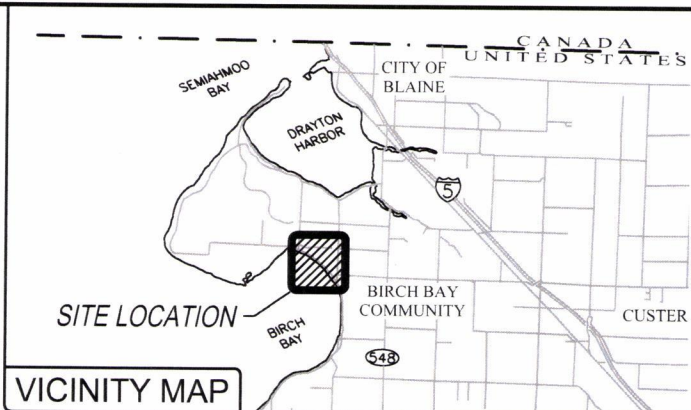 CANADA
UNITED STATES
SEMIAHMOO
BAY
CITY OF
BLAINE
DRAYTON
HARBOR
5
SITE LOCATION
BIRCH BAY
COMMUNITY
CUSTER
BIRCH
BAY
548
VICINITY MAP